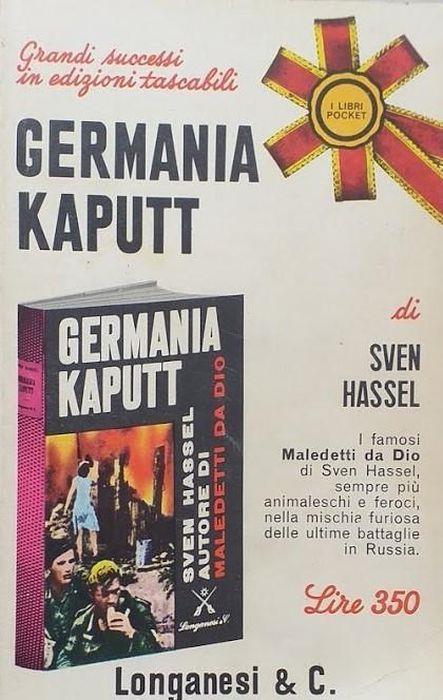 Grandi successi
in edizioni tascabili
I LIBRI
POCKET
GERMANIA
KAPUTT
di
SVEN
HASSEL
I famosi
Maledetti da Dio
di Sven Hassel,
sempre più
animaleschi e feroci,
nella mischia furiosa
delle ultime battaglie
in Russia.
Lire 350
GERMANIA
KAPUTT
SVEN HASSEL
AUTORE DI
MALEDETTI DA DIO
Longanesi & C.
Longanesi & C.